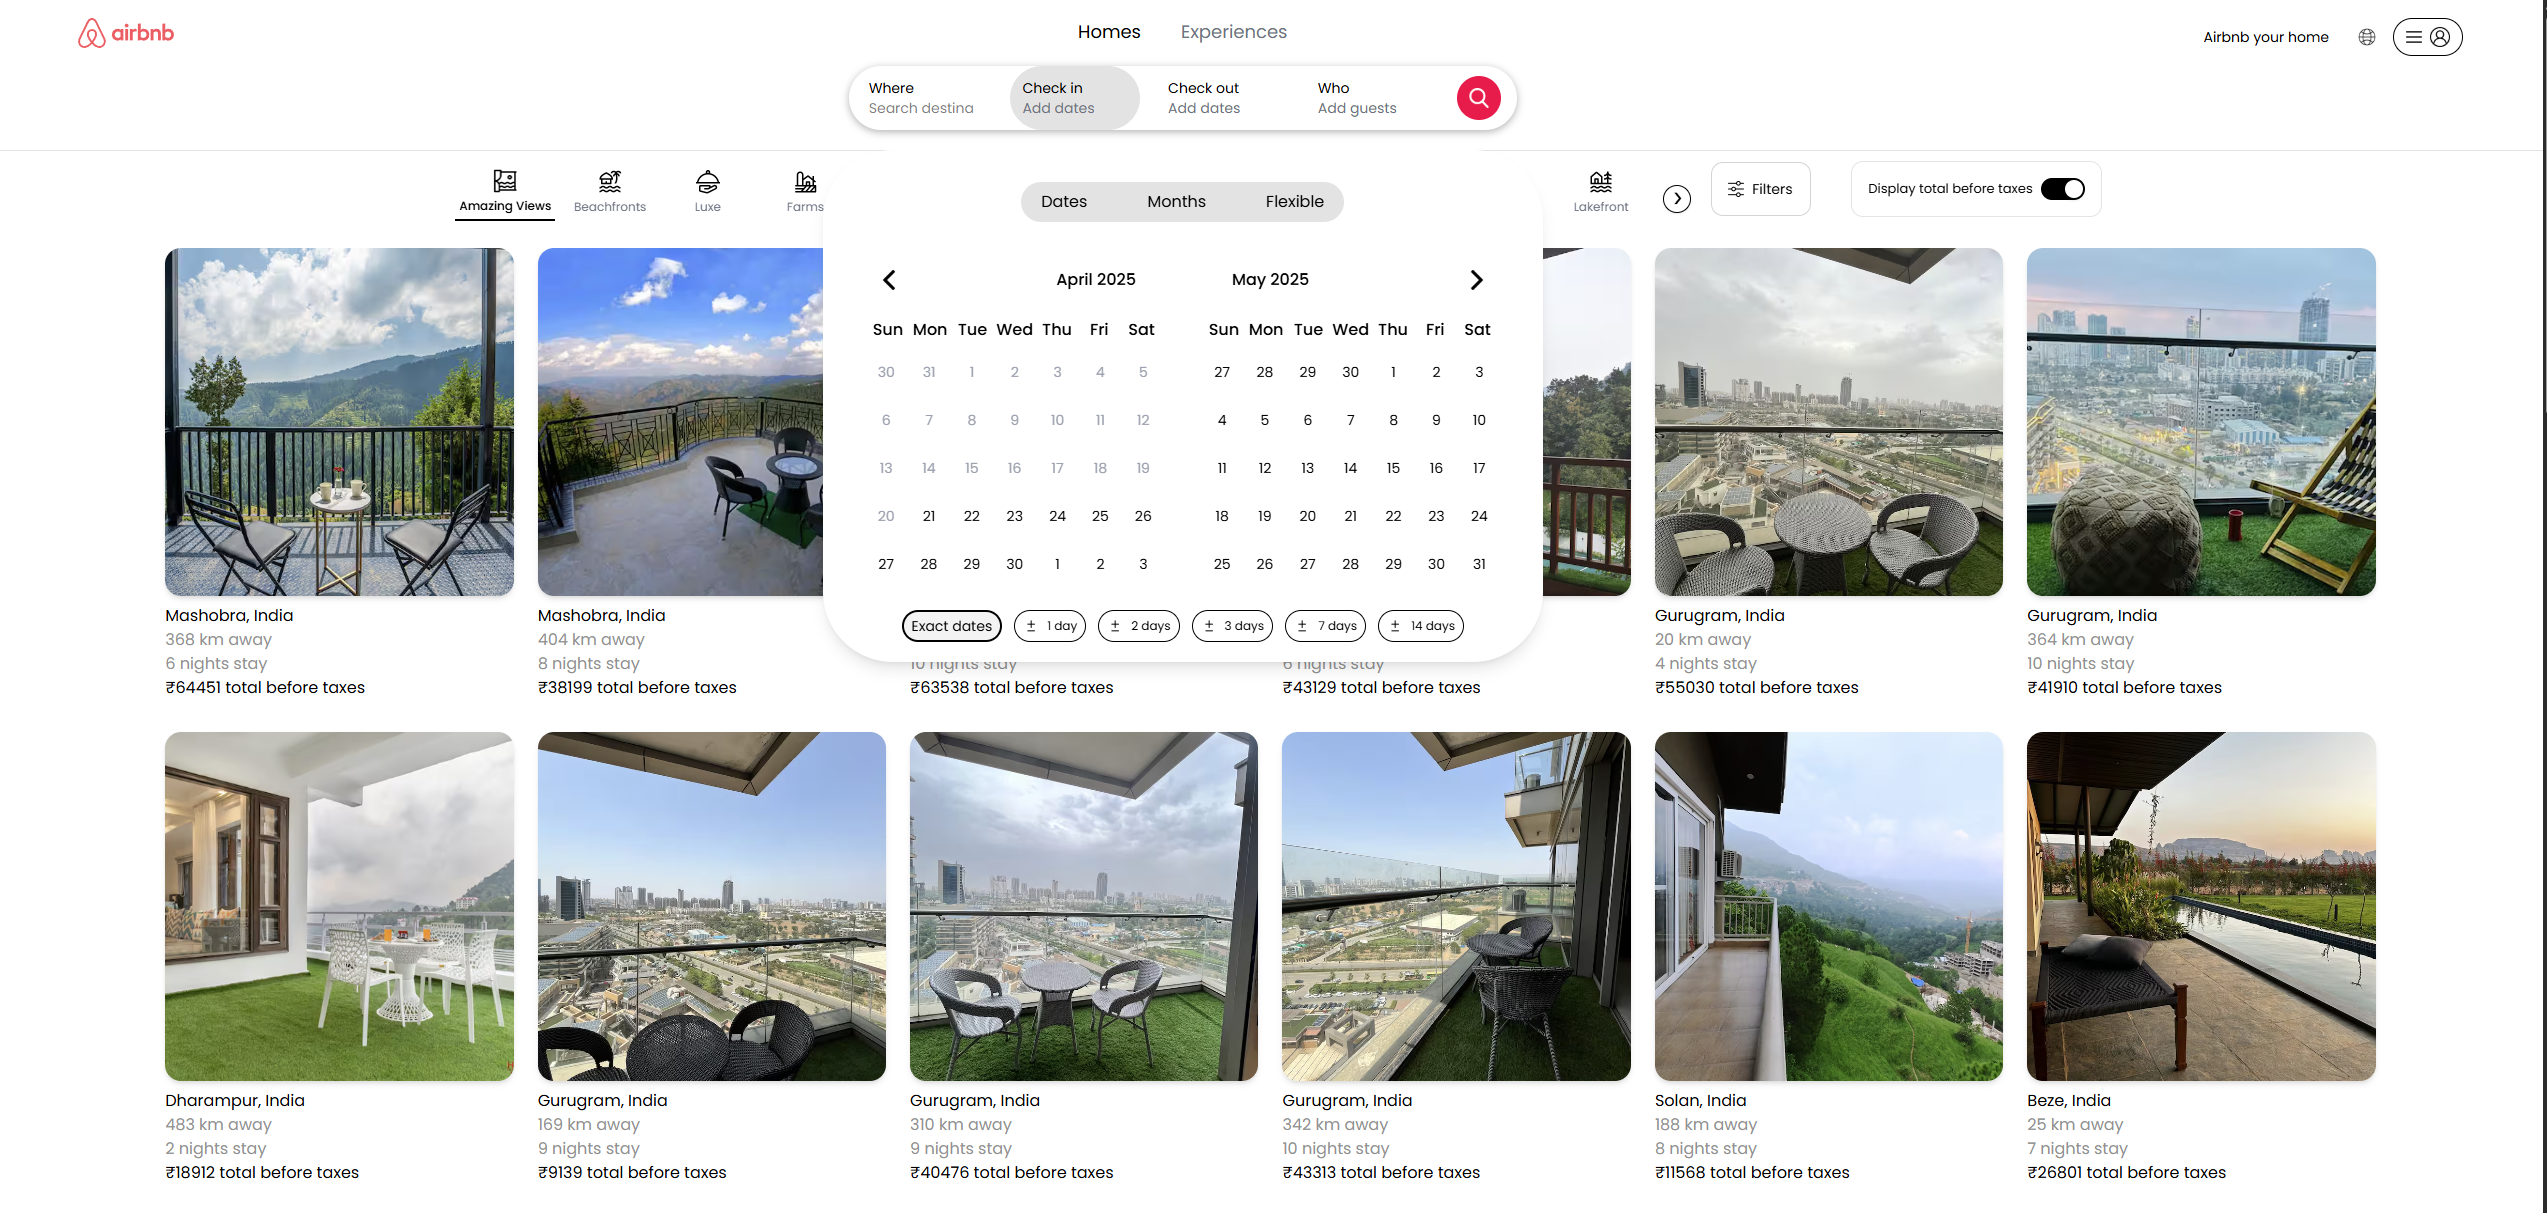 airbnb
Homes Experiences
Airbnb your home
Where
Search destina
Check in
Add dates
Check out
Add dates
Who
Add guests
Amazing Views
Beachfronts
Luxe
Farms
Lakefront
Filters
Display total before taxes
Dates Months Flexible
April 2025
Sun Mon Tue Wed Thu Fri Sat
30 31 1 2 3 4 5
6 7 8 9 10 11 12
13 14 15 16 17 18 19
20 21 22 23 24 25 26
27 28 29 30 1 2 3
May 2025
Sun Mon Tue Wed Thu Fri Sat
27 28 29 30 1 2 3
4 5 6 7 8 9 10
11 12 13 14 15 16 17
18 19 20 21 22 23 24
25 26 27 28 29 30 31
Exact dates ± 1 day ± 2 days ± 3 days ± 7 days ± 14 days
Mashobra, India
368 km away
6 nights stay
₹64451 total before taxes
Mashobra, India
404 km away
8 nights stay
₹38199 total before taxes
10 nights stay
₹63538 total before taxes
6 nights stay
₹43129 total before taxes
Gurugram, India
20 km away
4 nights stay
₹55030 total before taxes
Gurugram, India
364 km away
10 nights stay
₹41910 total before taxes
Dharampur, India
483 km away
2 nights stay
₹18912 total before taxes
Gurugram, India
169 km away
9 nights stay
₹9139 total before taxes
Gurugram, India
310 km away
9 nights stay
₹40476 total before taxes
Gurugram, India
342 km away
10 nights stay
₹43313 total before taxes
Solan, India
188 km away
8 nights stay
₹11568 total before taxes
Beze, India
25 km away
7 nights stay
₹26801 total before taxes